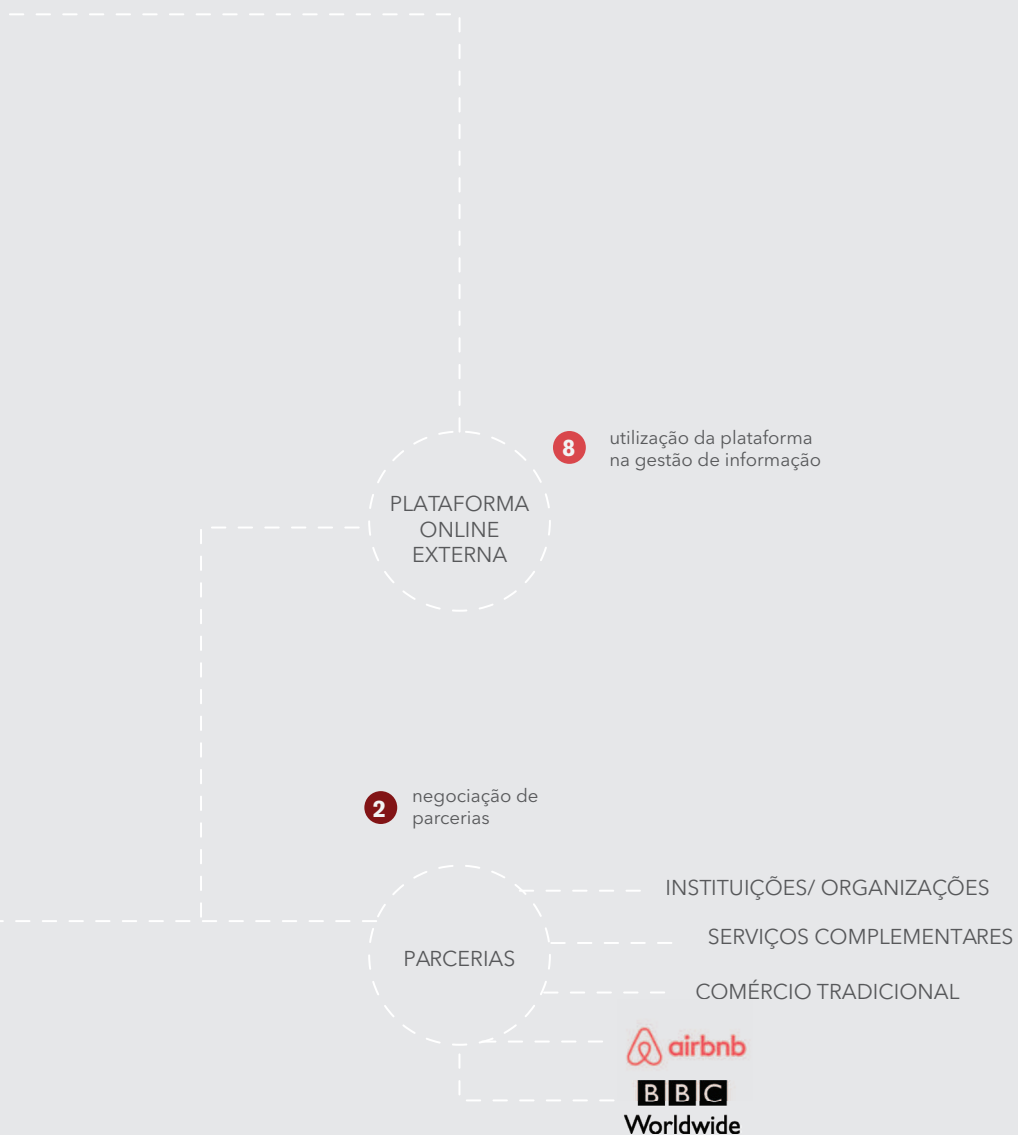 8
utilização da plataforma
na gestão de informação
PLATAFORMA
ONLINE
EXTERNA
2
negociação de
parcerias
PARCERIAS
INSTITUIÇÕES/ ORGANIZAÇÕES
SERVIÇOS COMPLEMENTARES
COMÉRCIO TRADICIONAL
airbnb
BBC
Worldwide